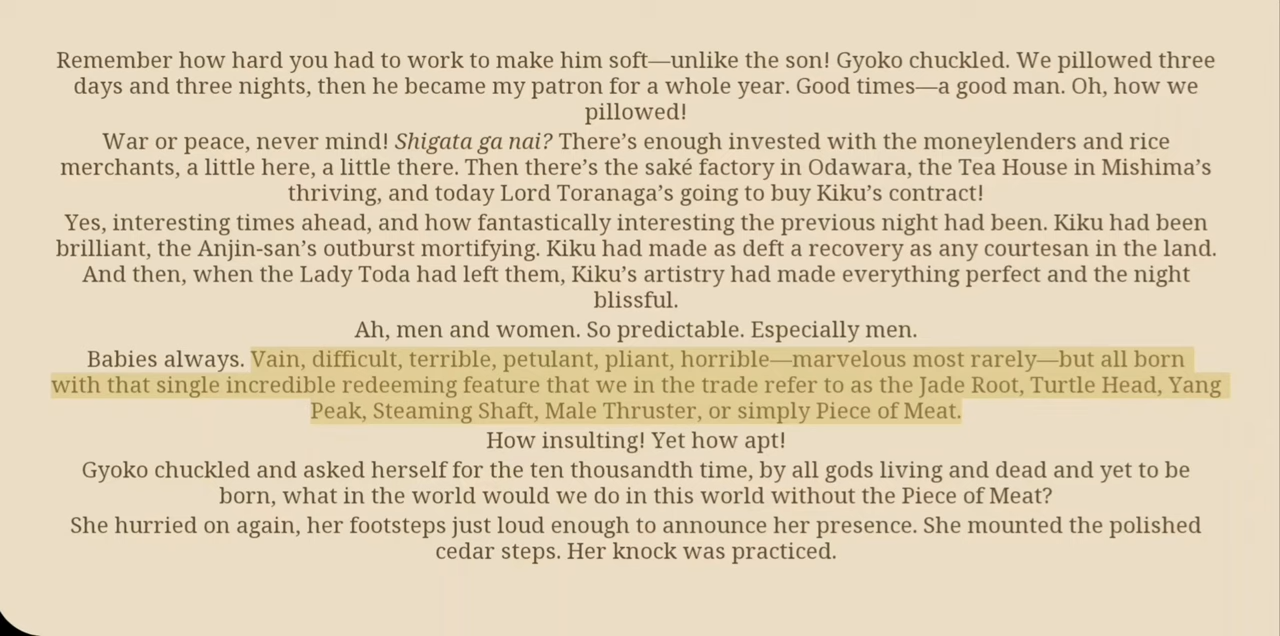 Remember how hard you had to work to make him soft—unlike the son! Gyoko chuckled. We pillowed three
days and three nights, then he became my patron for a whole year. Good times—a good man. Oh, how we
pillowed!
War or peace, never mind! Shigata ga nai? There’s enough invested with the moneylenders and rice
merchants, a little here, a little there. Then there’s the saké factory in Odawara, the Tea House in Mishima’s
thriving, and today Lord Toranaga’s going to buy Kiku’s contract!
Yes, interesting times ahead, and how fantastically interesting the previous night had been. Kiku had been
brilliant, the Anjin-san’s outburst mortifying. Kiku had made as deft a recovery as any courtesan in the land.
And then, when the Lady Toda had left them, Kiku’s artistry had made everything perfect and the night
blissful.
Ah, men and women. So predictable. Especially men.
Babies always. Vain, difficult, terrible, petulant, pliant, horrible—marvelous most rarely—but all born
with that single incredible redeeming feature that we in the trade refer to as the Jade Root, Turtle Head, Yang
Peak, Steaming Shaft, Male Thruster, or simply Piece of Meat.
How insulting! Yet how apt!
Gyoko chuckled and asked herself for the ten thousandth time, by all gods living and dead and yet to be
born, what in the world would we do in this world without the Piece of Meat?
She hurried on again, her footsteps just loud enough to announce her presence. She mounted the polished
cedar steps. Her knock was practiced.